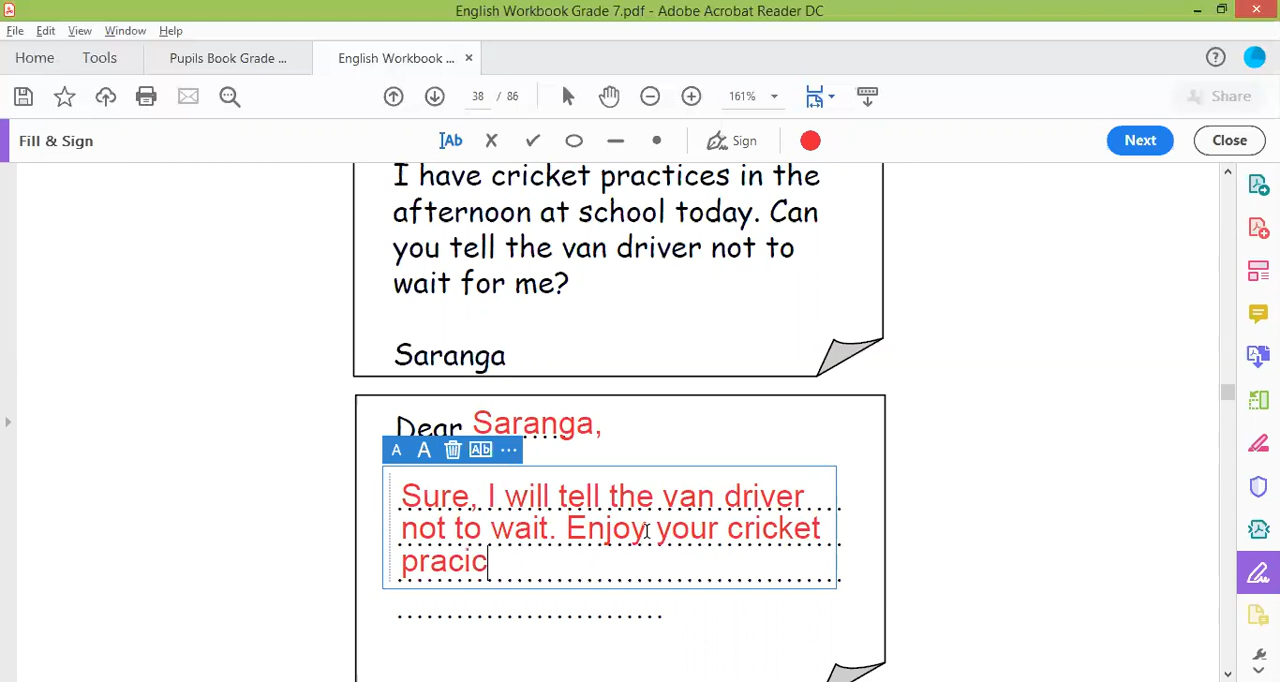 English Workbook Grade 7.pdf - Adobe Acrobat Reader DC
File Edit View Window Help
Home Tools Pupils Book Grade ... English Workbook ...
38 / 86 161% Share
Fill & Sign Ab Sign Next Close
I have cricket practices in the
afternoon at school today. Can
you tell the van driver not to
wait for me?
Saranga
Dear Saranga,
A A Ab
Sure, I will tell the van driver
not to wait. Enjoy your cricket
pracic